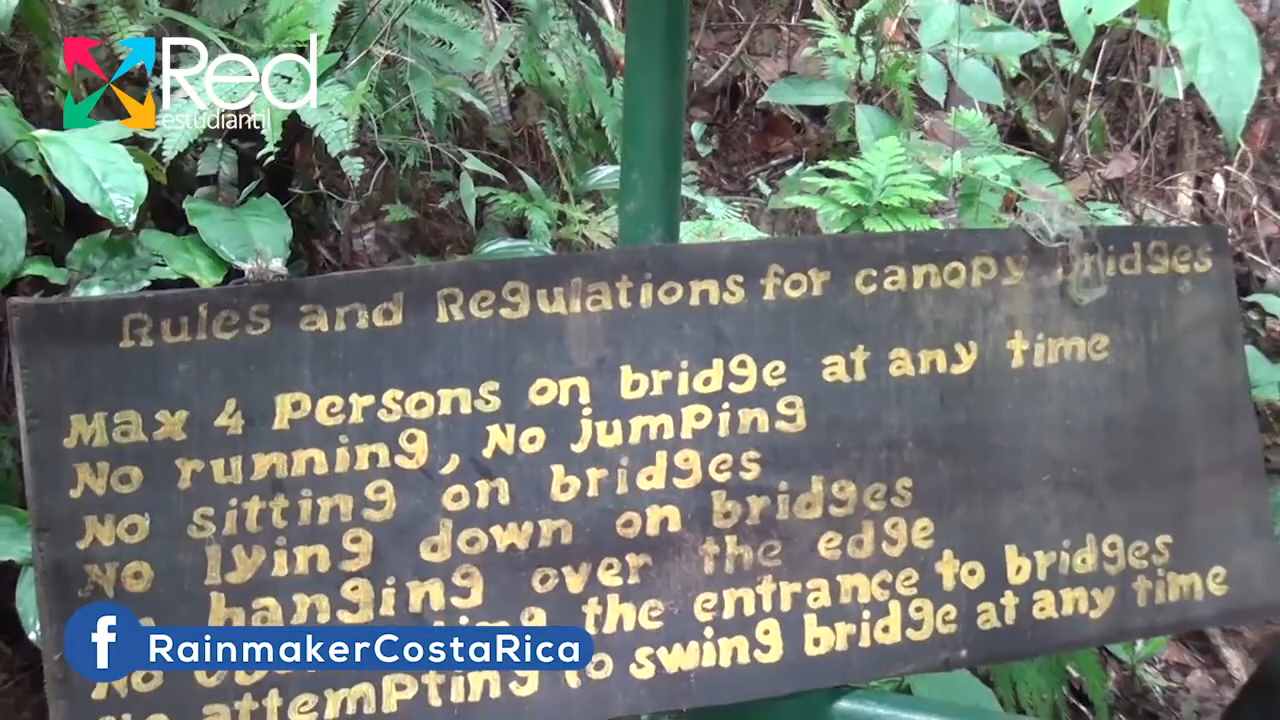 Red
estudiantil
Rules and Regulations for canopy bridges
Max 4 Persons on bridge at any time
No running, No jumping
No sitting on bridges
No lying down on bridges
hanging over the edge
the entrance to bridges
No attempting to swing bridge at any time
RainmakerCostaRica